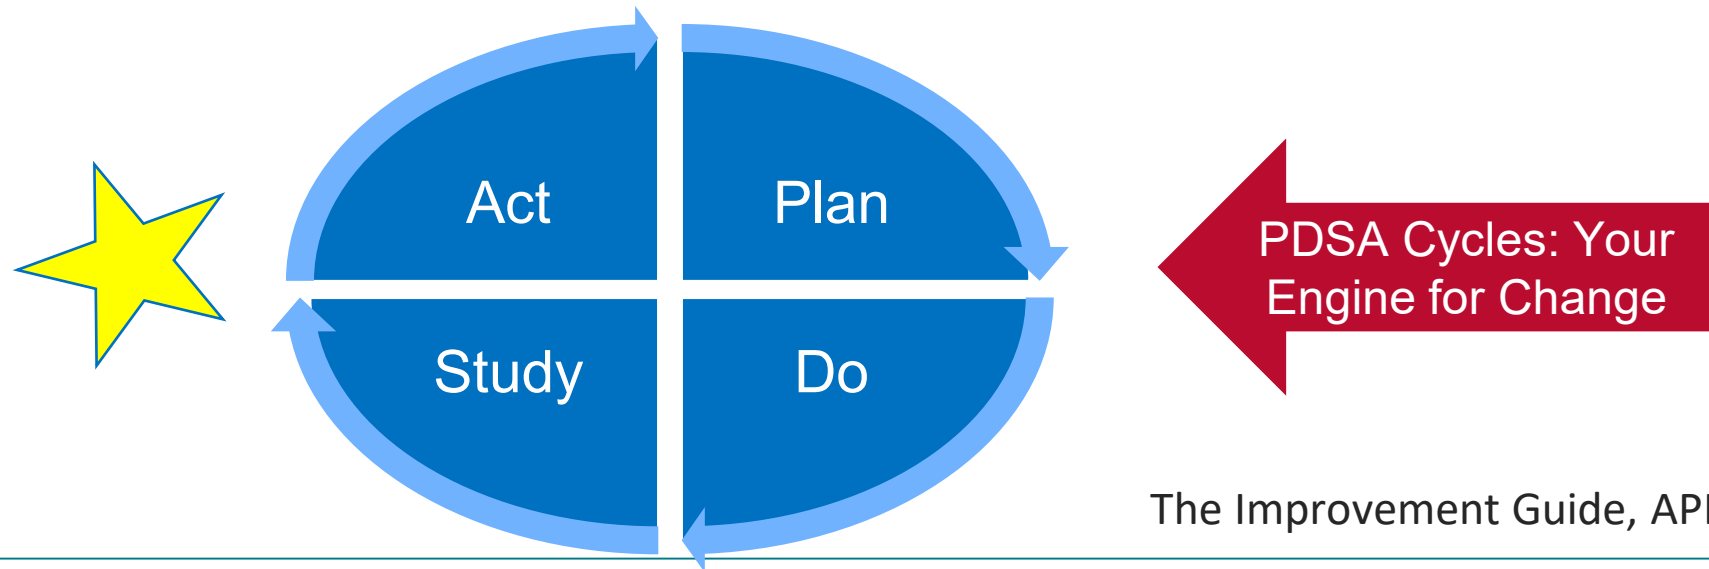 Act
Plan
Study
Do
PDSA Cycles: Your
Engine for Change
The Improvement Guide,